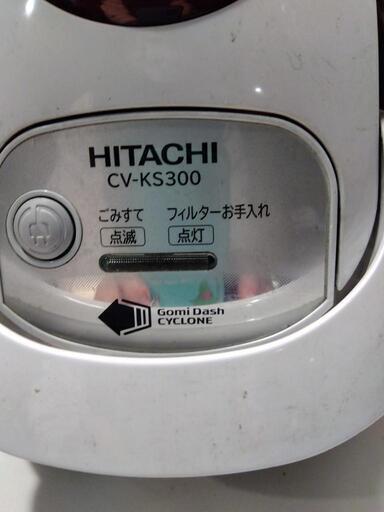 HITACHI
CV-KS300
ごみすて フィルターお手入れ
点滅 点灯
Gomi Dash
CYCLONE